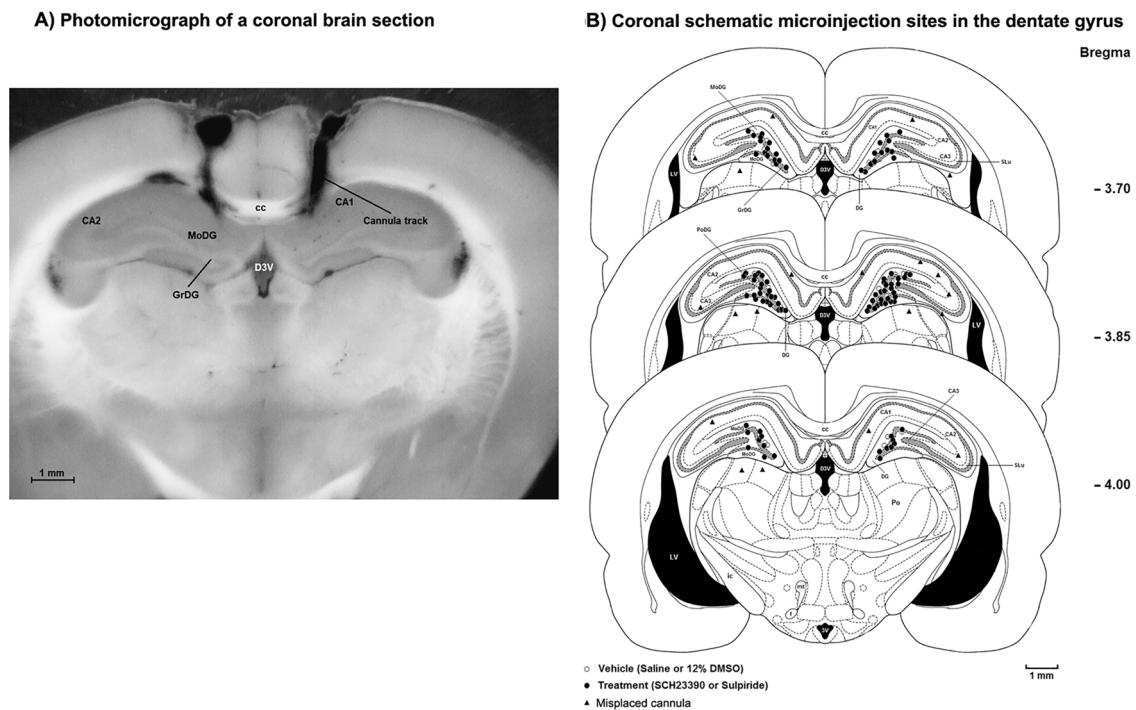 A) Photomicrograph of a coronal brain section
CA2
MoDG
GrDG
cc
D3V
CA1
Cannula track
1 mm
B) Coronal schematic microinjection sites in the dentate gyrus
Bregma
MoDG
CA1
cc
CA2
CA3
SLu
MoDG
LV
D3V
GrDG
DG
– 3.70
PoDG
CA2
cc
CA3
D3V
LV
DG
– 3.85
CA3
CA1
MoDG
cc
CA2
MoDG
D3V
SLu
DG
Po
LV
ic
mt
f
3V
– 4.00
○ Vehicle (Saline or 12% DMSO)
● Treatment (SCH23390 or Sulpiride)
▲ Misplaced cannula
1 mm